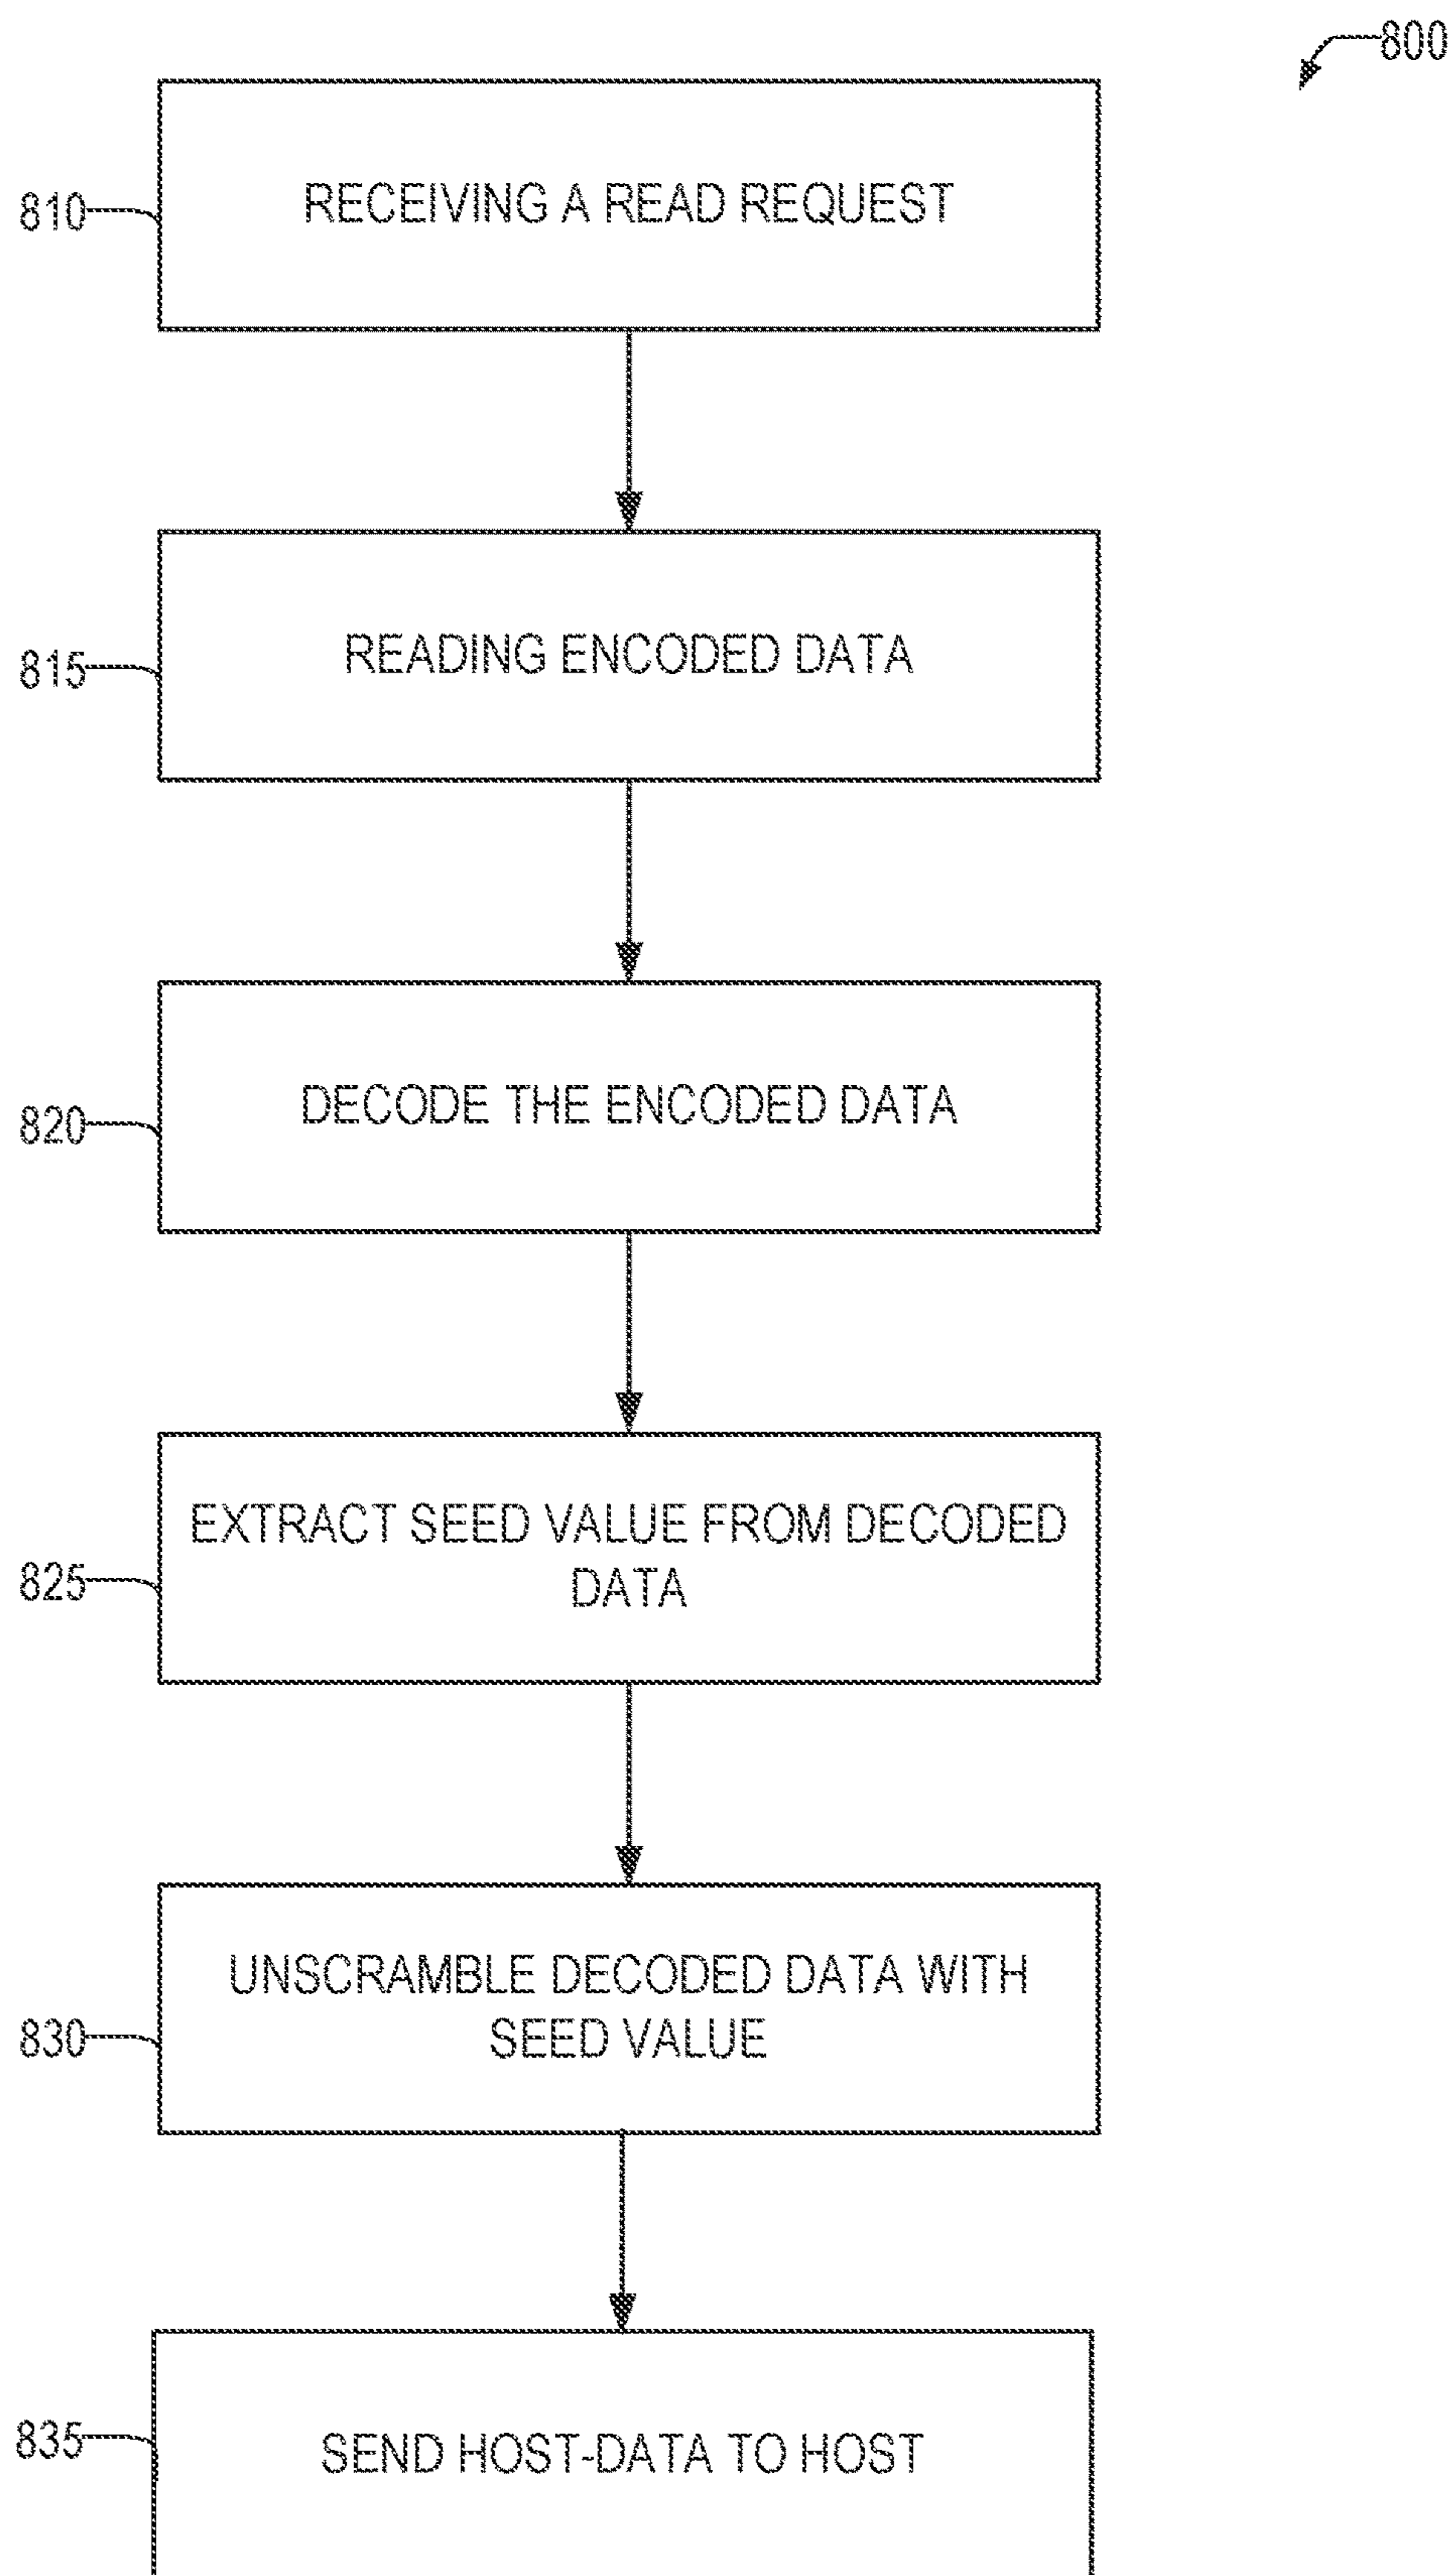 800
810
RECEIVING A READ REQUEST
815
READING ENCODED DATA
820
DECODE THE ENCODED DATA
825
EXTRACT SEED VALUE FROM DECODED
DATA
830
UNSCRAMBLE DECODED DATA WITH
SEED VALUE
835
SEND HOST-DATA TO HOST